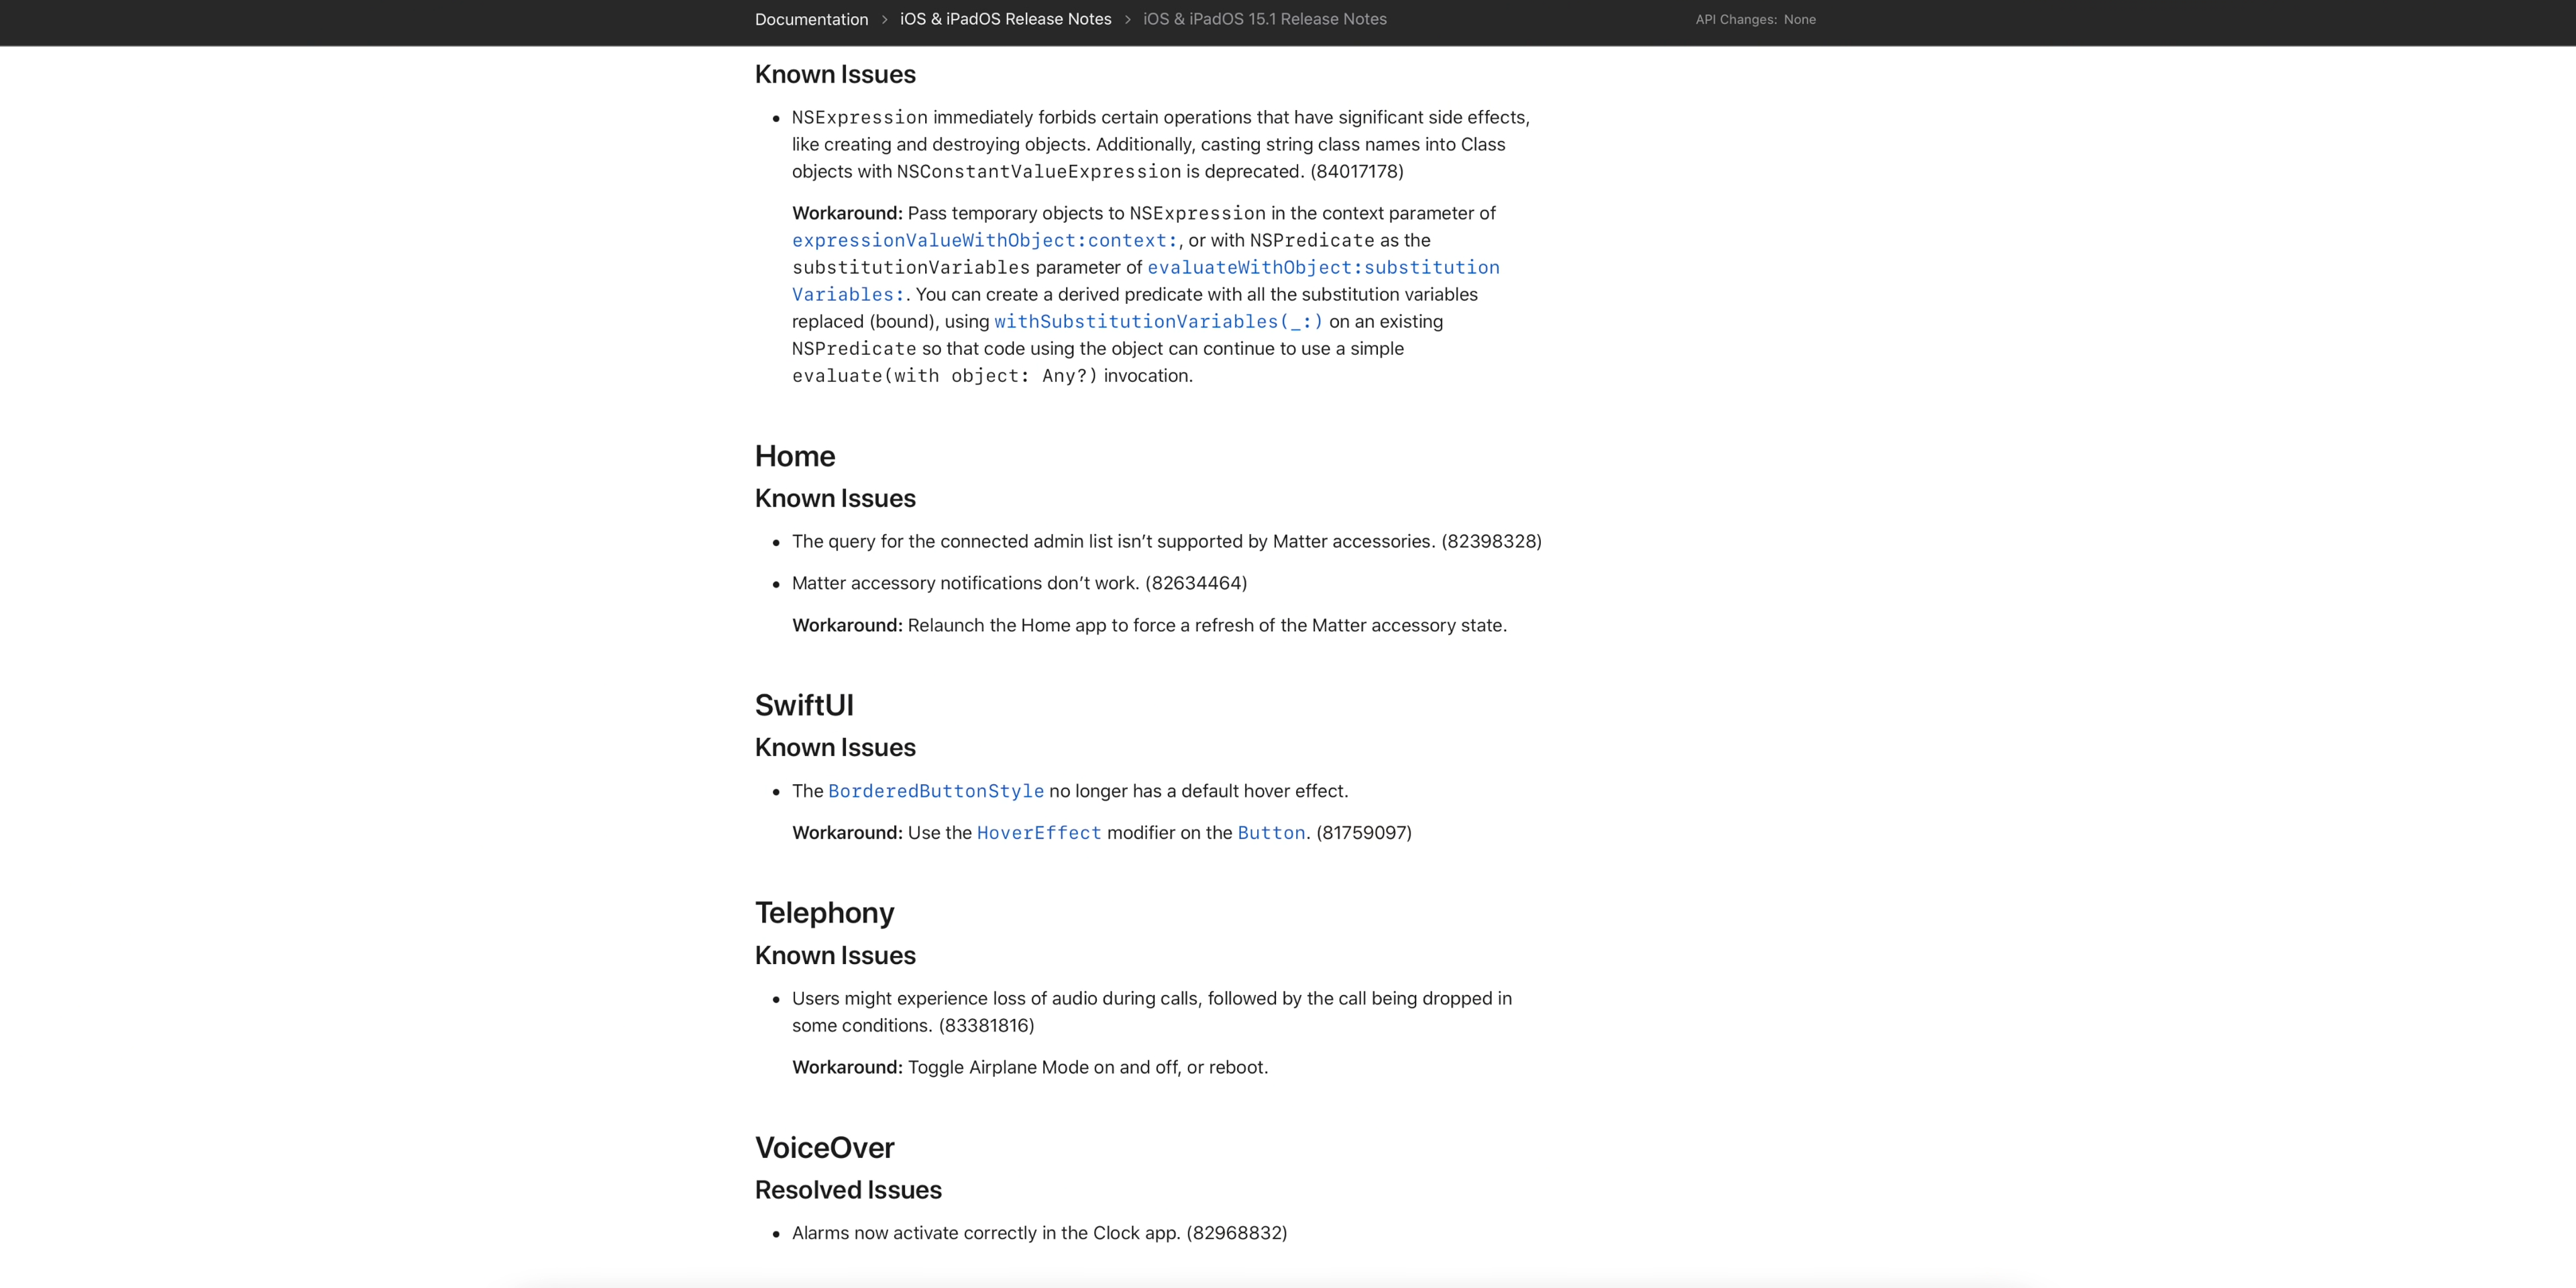 Documentation > iOS & iPadOS Release Notes > iOS & iPadOS 15.1 Release Notes API Changes: None
Known Issues
• NSExpression immediately forbids certain operations that have significant side effects,
like creating and destroying objects. Additionally, casting string class names into Class
objects with NSConstantValueExpression is deprecated. (84017178)
Workaround: Pass temporary objects to NSExpression in the context parameter of
expressionValueWithObject:context:, or with NSPredicate as the
substitutionVariables parameter of evaluateWithObject:substitution
Variables:. You can create a derived predicate with all the substitution variables
replaced (bound), using withSubstitutionVariables(_:) on an existing
NSPredicate so that code using the object can continue to use a simple
evaluate(with object: Any?) invocation.
Home
Known Issues
• The query for the connected admin list isn’t supported by Matter accessories. (82398328)
• Matter accessory notifications don’t work. (82634464)
Workaround: Relaunch the Home app to force a refresh of the Matter accessory state.
SwiftUI
Known Issues
• The BorderedButtonStyle no longer has a default hover effect.
Workaround: Use the HoverEffect modifier on the Button. (81759097)
Telephony
Known Issues
• Users might experience loss of audio during calls, followed by the call being dropped in
some conditions. (83381816)
Workaround: Toggle Airplane Mode on and off, or reboot.
VoiceOver
Resolved Issues
• Alarms now activate correctly in the Clock app. (82968832)